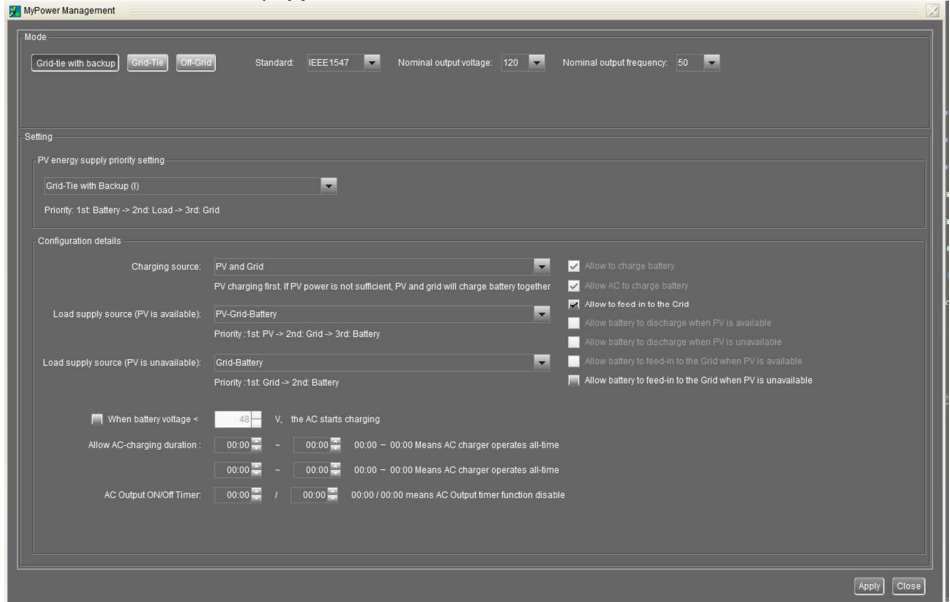 MyPower Management
Mode
Grid-tie with backup Grid-Tie Off-Grid Standard: IEEE1547 Nominal output voltage: 120 Nominal output frequency: 50
Setting
PV energy supply priority setting
Grid-Tie with Backup (I)
Priority: 1st: Battery -> 2nd: Load -> 3rd: Grid
Configuration details
Charging source: PV and Grid Allow to charge battery
PV charging first. If PV power is not sufficient, PV and grid will charge battery together Allow AC to charge battery
Allow to feed-in to the Grid
Load supply source (PV is available): PV-Grid-Battery
Allow battery to discharge when PV is available
Priority :1st: PV -> 2nd: Grid -> 3rd: Battery
Allow battery to discharge when PV is unavailable
Load supply source (PV is unavailable): Grid-Battery Allow battery to feed-in to the Grid when PV is available
Priority :1st: Grid -> 2nd: Battery Allow battery to feed-in to the Grid when PV is unavailable
When battery voltage < 48 V, the AC starts charging
Allow AC-charging duration : 00:00 ~ 00:00 00:00 – 00:00 Means AC charger operates all-time
00:00 ~ 00:00 00:00 – 00:00 Means AC charger operates all-time
AC Output ON/Off Timer: 00:00 / 00:00 00:00 / 00:00 means AC Output timer function disable
Apply Close